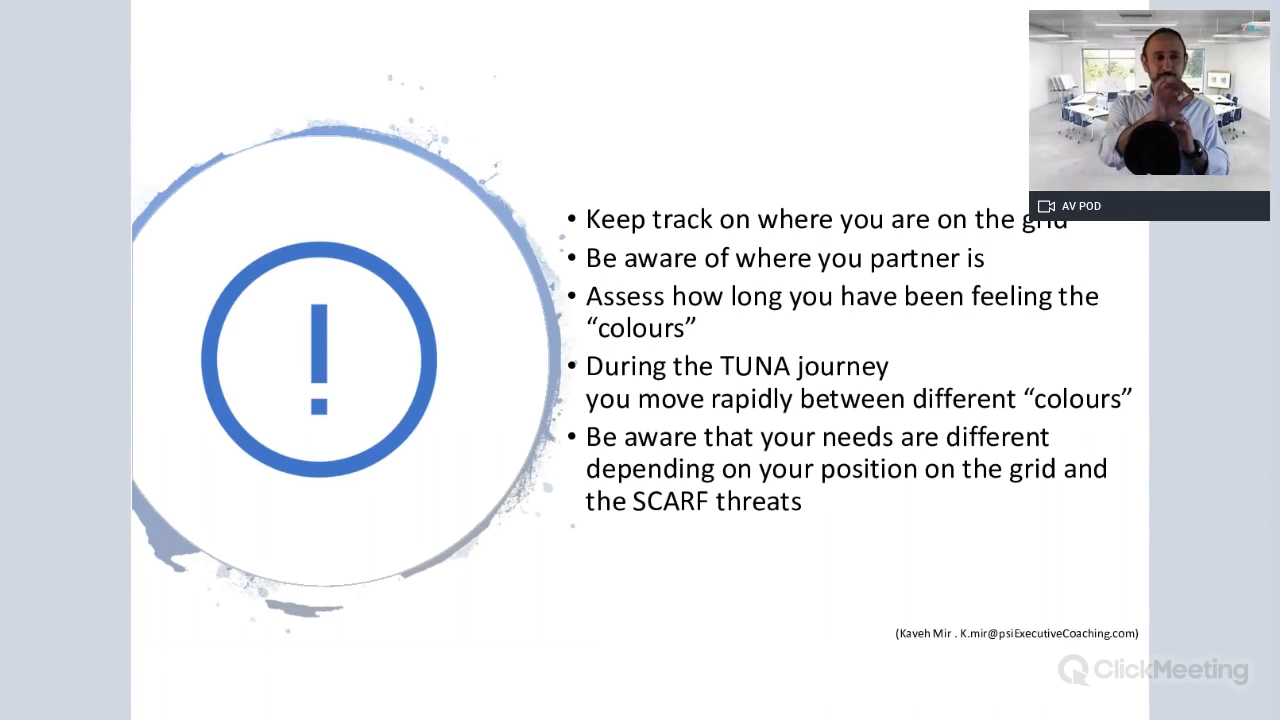 AV POD
• Keep track on where you are on the grid
• Be aware of where you partner is
• Assess how long you have been feeling the
“colours”
• During the TUNA journey
you move rapidly between different “colours”
• Be aware that your needs are different
depending on your position on the grid and
the SCARF threats
(Kaveh Mir . K.mir@psiExecutiveCoaching.com)
ClickMeeting